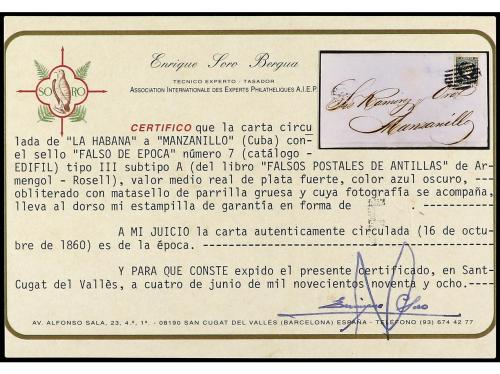 Enrique Soro Bergua
TECNICO EXPERTO - TASADOR
ASSOCIATION INTERNATIONALE DES EXPERTS PHILATHELIQUES A.I.E.P.
SO RO
Manzanillo
CERTIFICO que la carta circu
lada de "LA HABANA" a "MANZANILLO" (Cuba) con-
el sello "FALSO DE EPOCA" número 7 (catálogo -
EDIFIL) tipo III subtipo A (del libro "FALSOS POSTALES DE ANTILLAS" de Ar-
mengol - Rosell), valor medio real de plata fuerte, color azul oscuro, -----
obliterado con matasello de parrilla gruesa y cuya fotografía se acompaña,
lleva al dorso mi estampilla de garantía en forma de
A MI JUICIO la carta autenticamente circulada (16 de octu-
bre de 1860) es de la época.
Y PARA QUE CONSTE expido el presente certificado, en Sant-
Cugat del Vallès, a cuatro de junio de mil novecientos noventa y ocho.
Enrique Soro
AV. ALFONSO SALA, 23, 4.º, 1.ª. - 08190 SAN CUGAT DEL VALLES (BARCELONA) ESPAÑA - TELEFONO (93) 674 42 77